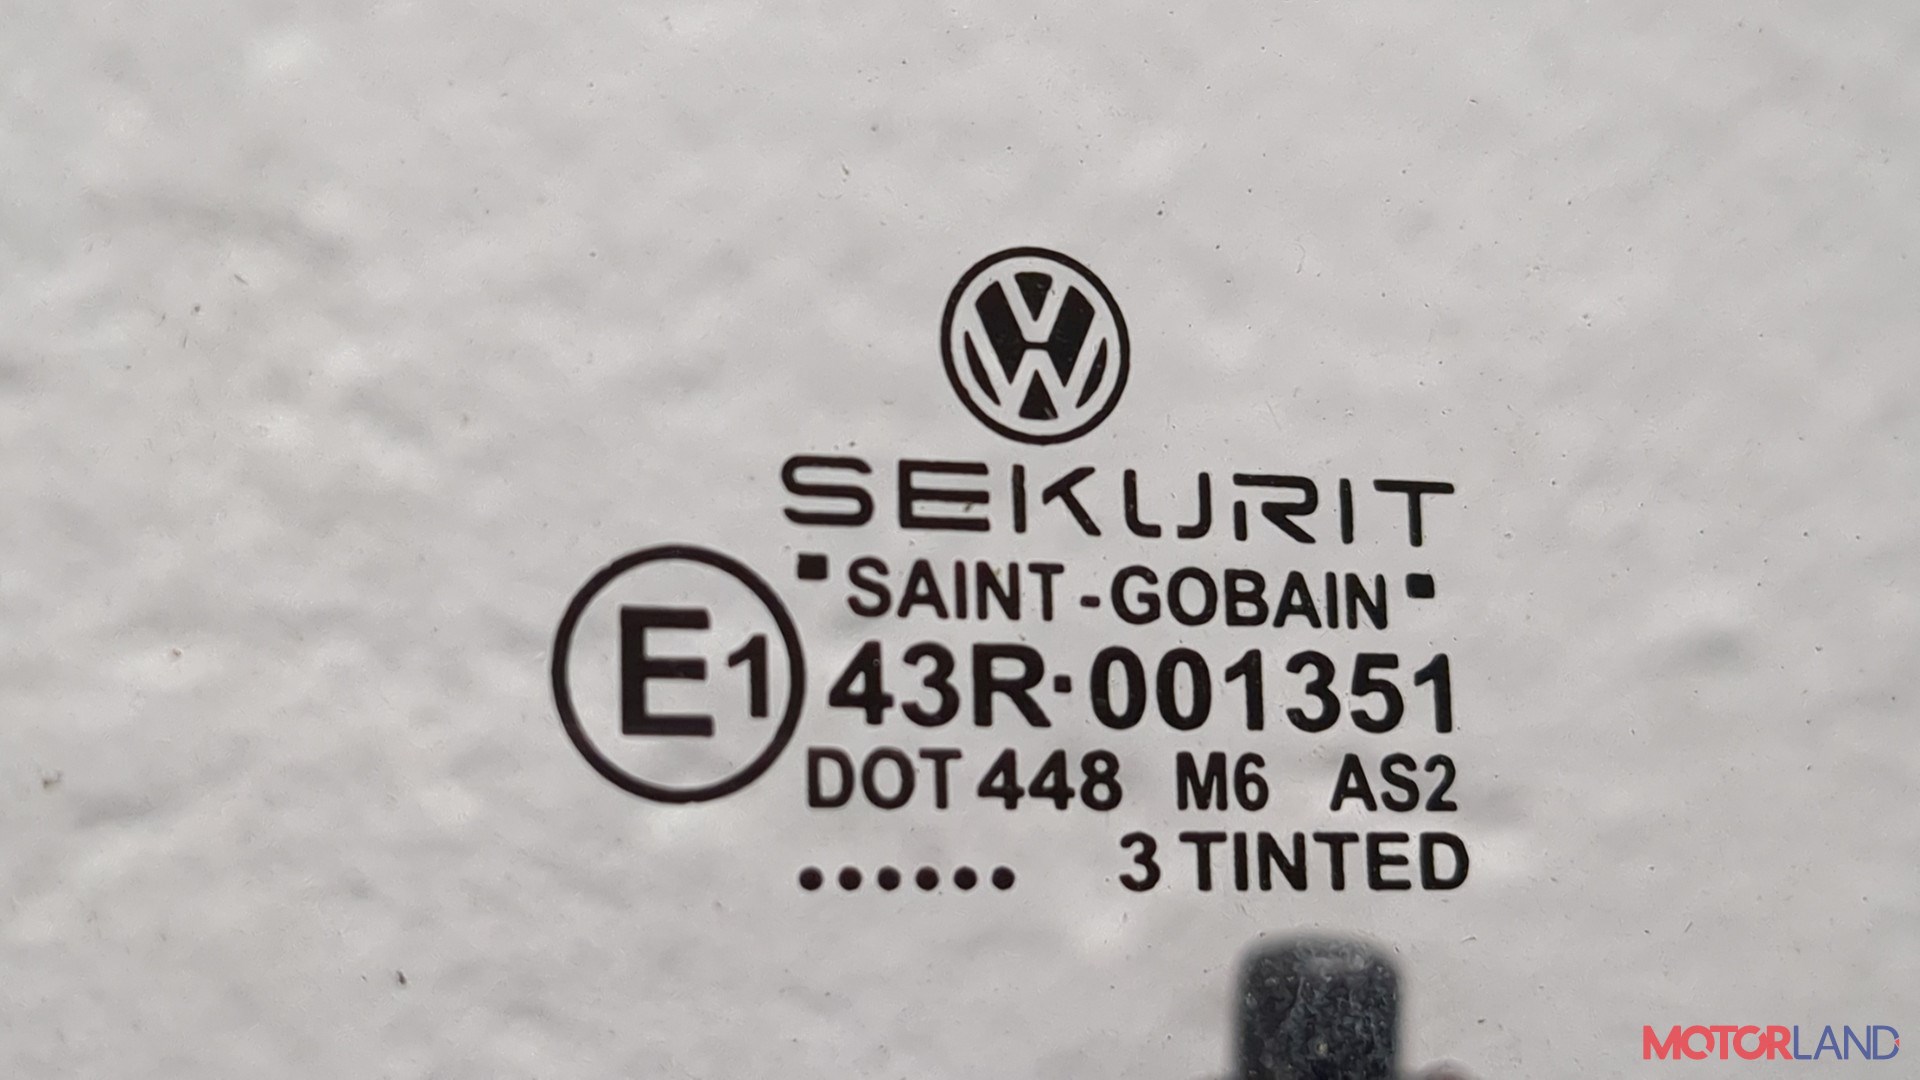 SEKURIT
"SAINT-GOBAIN"
E1 43R-001351
DOT 448 M6 AS2
...... 3 TINTED
MOTORLAND